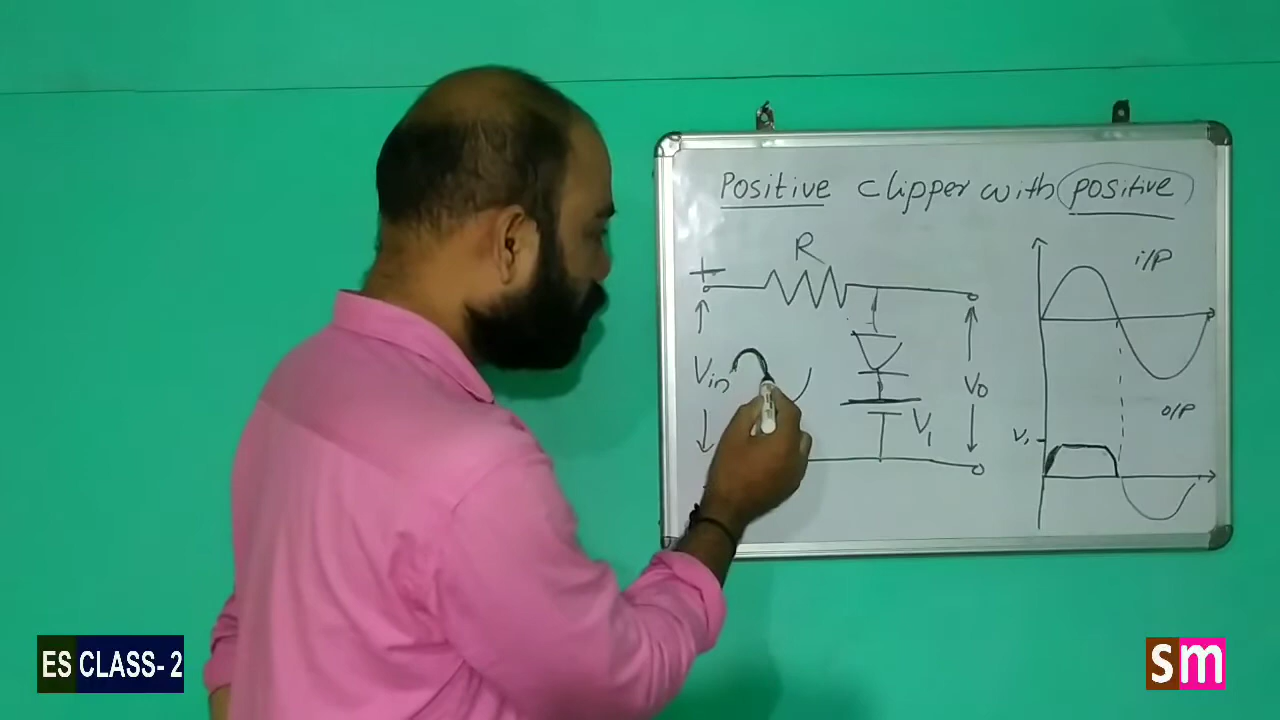 Positive clipper with positive
R
+
i/P
Vin
V1
Vo
o/P
V1
ES CLASS- 2
Sm